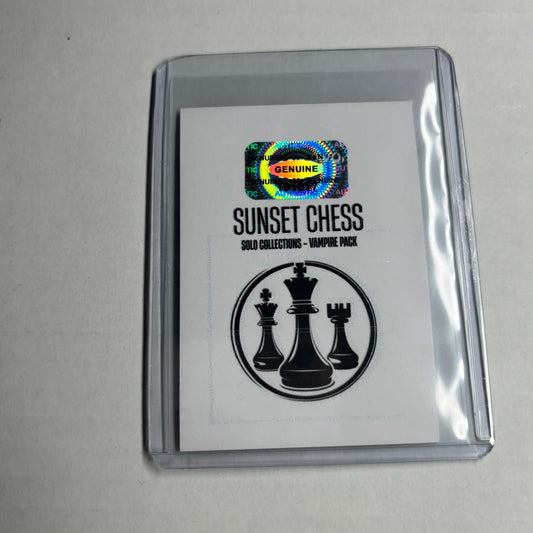 GENUINE
SUNSET CHESS
SOLO COLLECTIONS - VAMPIRE PACK